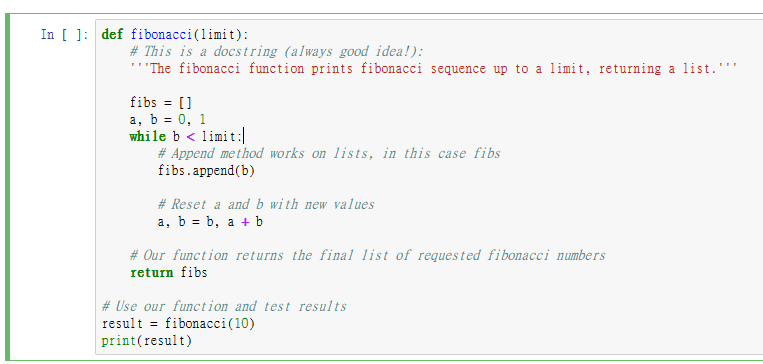 In [ ]: def fibonacci(limit):
# This is a docstring (always good idea!):
'''The fibonacci function prints fibonacci sequence up to a limit, returning a list.'''
fibs = []
a, b = 0, 1
while b < limit:
# Append method works on lists, in this case fibs
fibs.append(b)
# Reset a and b with new values
a, b = b, a + b
# Our function returns the final list of requested fibonacci numbers
return fibs
# Use our function and test results
result = fibonacci(10)
print(result)